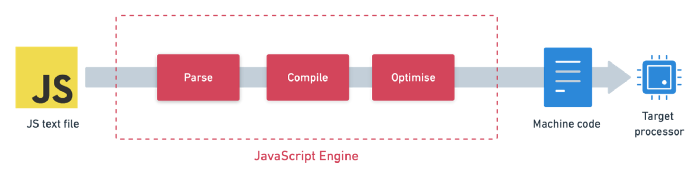 JS
JS text file
Parse
Compile
Optimise
JavaScript Engine
Machine code
Target
processor